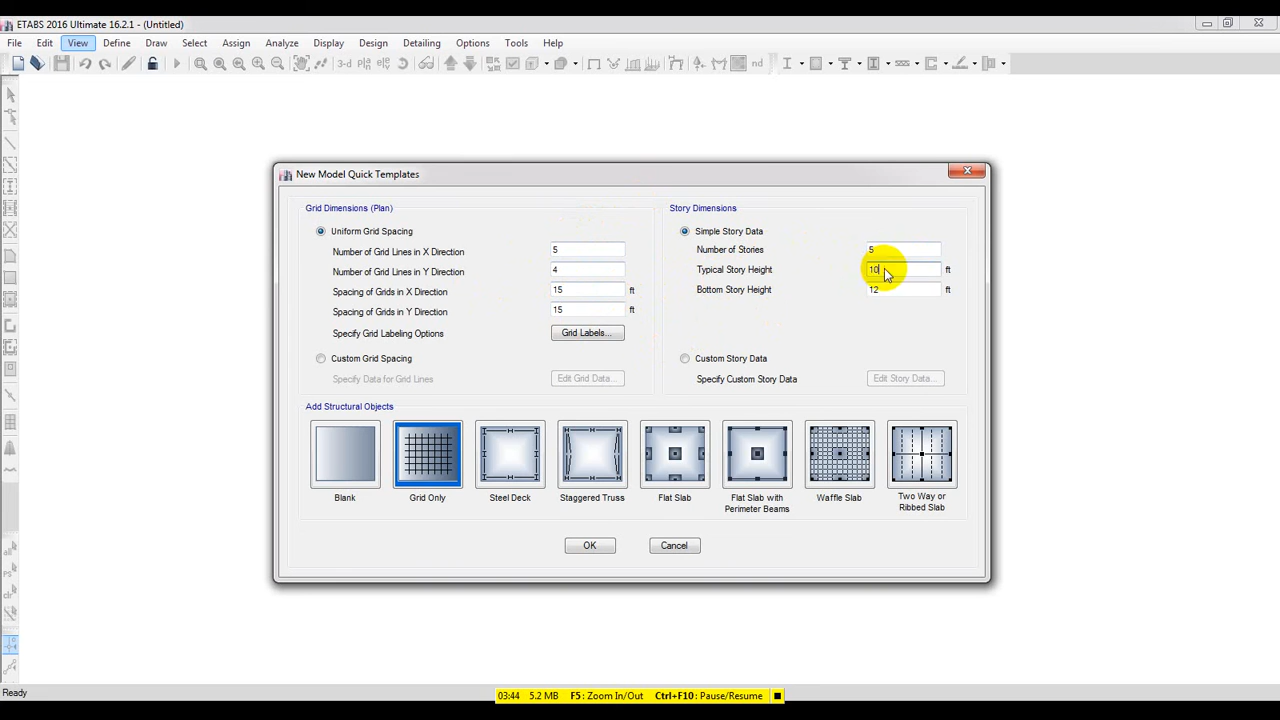 ETABS 2016 Ultimate 16.2.1 - (Untitled)
File Edit View Define Draw Select Assign Analyze Display Design Detailing Options Tools Help
3-d
nd
New Model Quick Templates
Grid Dimensions (Plan)
Uniform Grid Spacing
Number of Grid Lines in X Direction 5
Number of Grid Lines in Y Direction 4
Spacing of Grids in X Direction 15 ft
Spacing of Grids in Y Direction 15 ft
Specify Grid Labeling Options Grid Labels...
Custom Grid Spacing
Specify Data for Grid Lines Edit Grid Data...
Story Dimensions
Simple Story Data
Number of Stories 5
Typical Story Height 10 ft
Bottom Story Height 12 ft
Custom Story Data
Specify Custom Story Data Edit Story Data...
Add Structural Objects
Blank
Grid Only
Steel Deck
Staggered Truss
Flat Slab
Flat Slab with
Perimeter Beams
Waffle Slab
Two Way or
Ribbed Slab
OK Cancel
Ready
03:44 5.2 MB F5: Zoom In/Out Ctrl+F10: Pause/Resume